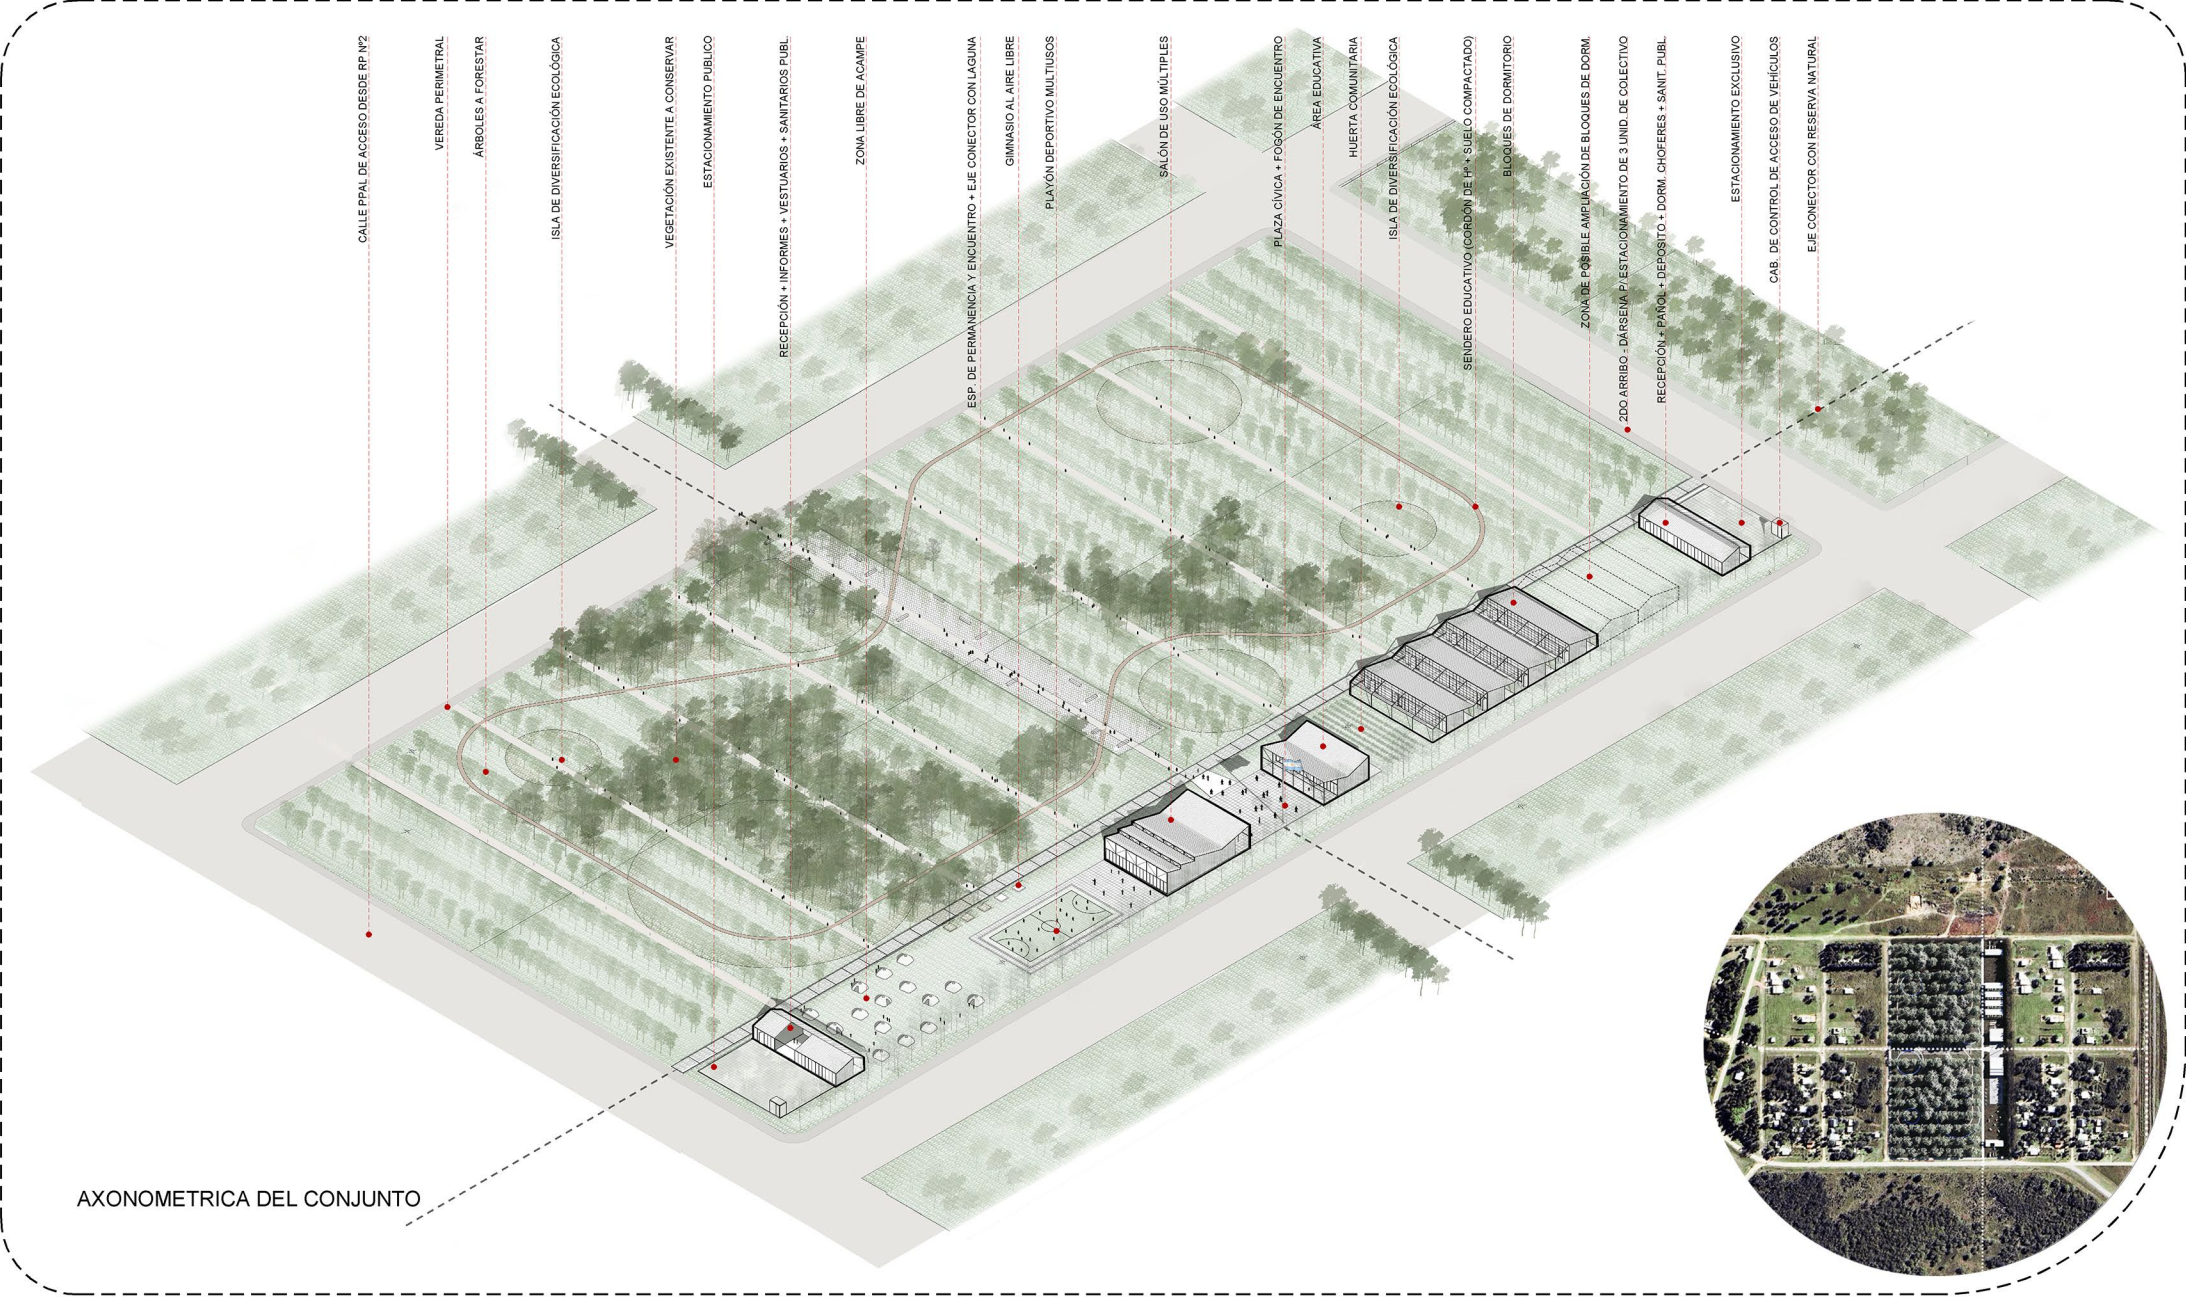 CALLE PPAL DE ACCESO DESDE RP Nº2
VEREDA PERIMETRAL
ÁRBOLES A FORESTAR
ISLA DE DIVERSIFICACIÓN ECOLÓGICA
VEGETACIÓN EXISTENTE A CONSERVAR
ESTACIONAMIENTO PUBLICO
RECEPCIÓN + INFORMES + VESTUARIOS + SANITARIOS PUBL.
ZONA LIBRE DE ACAMPE
ESP. DE PERMANENCIA Y ENCUENTRO + EJE CONECTOR CON LAGUNA
GIMNASIO AL AIRE LIBRE
PLAYÓN DEPORTIVO MULTIUSOS
SALÓN DE USO MÚLTIPLES
PLAZA CÍVICA + FOGÓN DE ENCUENTRO
ÁREA EDUCATIVA
HUERTA COMUNITARIA
ISLA DE DIVERSIFICACIÓN ECOLÓGICA
SENDERO EDUCATIVO (CORDÓN DE Hº + SUELO COMPACTADO)
BLOQUES DE DORMITORIO
ZONA DE POSIBLE AMPLIACIÓN DE BLOQUES DE DORM.
2DO ARRIBO - DÁRSENA P/ESTACIONAMIENTO DE 3 UNID. DE COLECTIVO
RECEPCIÓN + PAÑOL + DEPOSITO + DORM. CHOFERES + SANIT. PUBL.
ESTACIONAMIENTO EXCLUSIVO
CAB. DE CONTROL DE ACCESO DE VEHÍCULOS
EJE CONECTOR CON RESERVA NATURAL
AXONOMETRICA DEL CONJUNTO